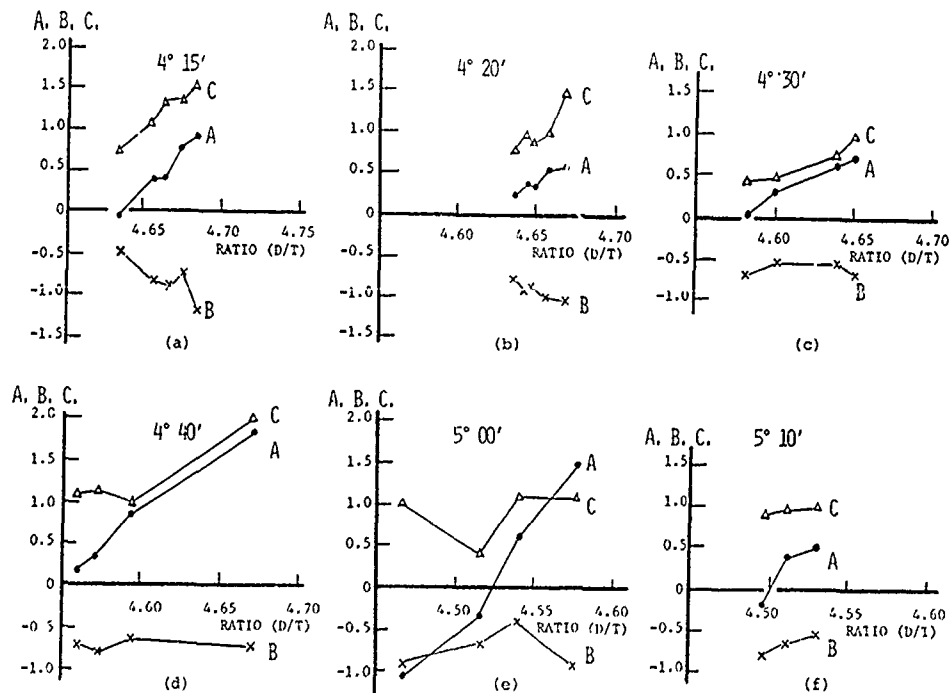 A. B. C.
2.0
1.5
1.0
0.5
0
-0.5
-1.0
-1.5
4° 15'
C
A
B
4.65
4.70
RATIO (D/T)
(a)
A. B. C.
2.0
1.5
1.0
0.5
0
-0.5
-1.0
-1.5
4° 20'
C
A
B
4.60
4.65
4.70
RATIO (D/T)
(b)
A. B. C.
2.0
1.5
1.0
0.5
0
-0.5
-1.0
4° 30'
C
A
B
4.60
4.65
4.70
RATIO (D/T)
(c)
A. B. C.
2.0
1.5
1.0
0.5
0
-0.5
-1.0
4° 40'
C
A
B
4.60
4.65
4.70
RATIO (D/T)
(d)
A. B. C.
2.0
1.5
1.0
0.5
0
-0.5
-1.0
5° 00'
A
C
B
4.50
4.55
4.60
RATIO (D/T)
(e)
A. B. C.
1.5
1.0
0.5
0
-0.5
-1.0
5° 10'
C
A
B
4.50
4.55
4.60
RATIO (D/T)
(f)